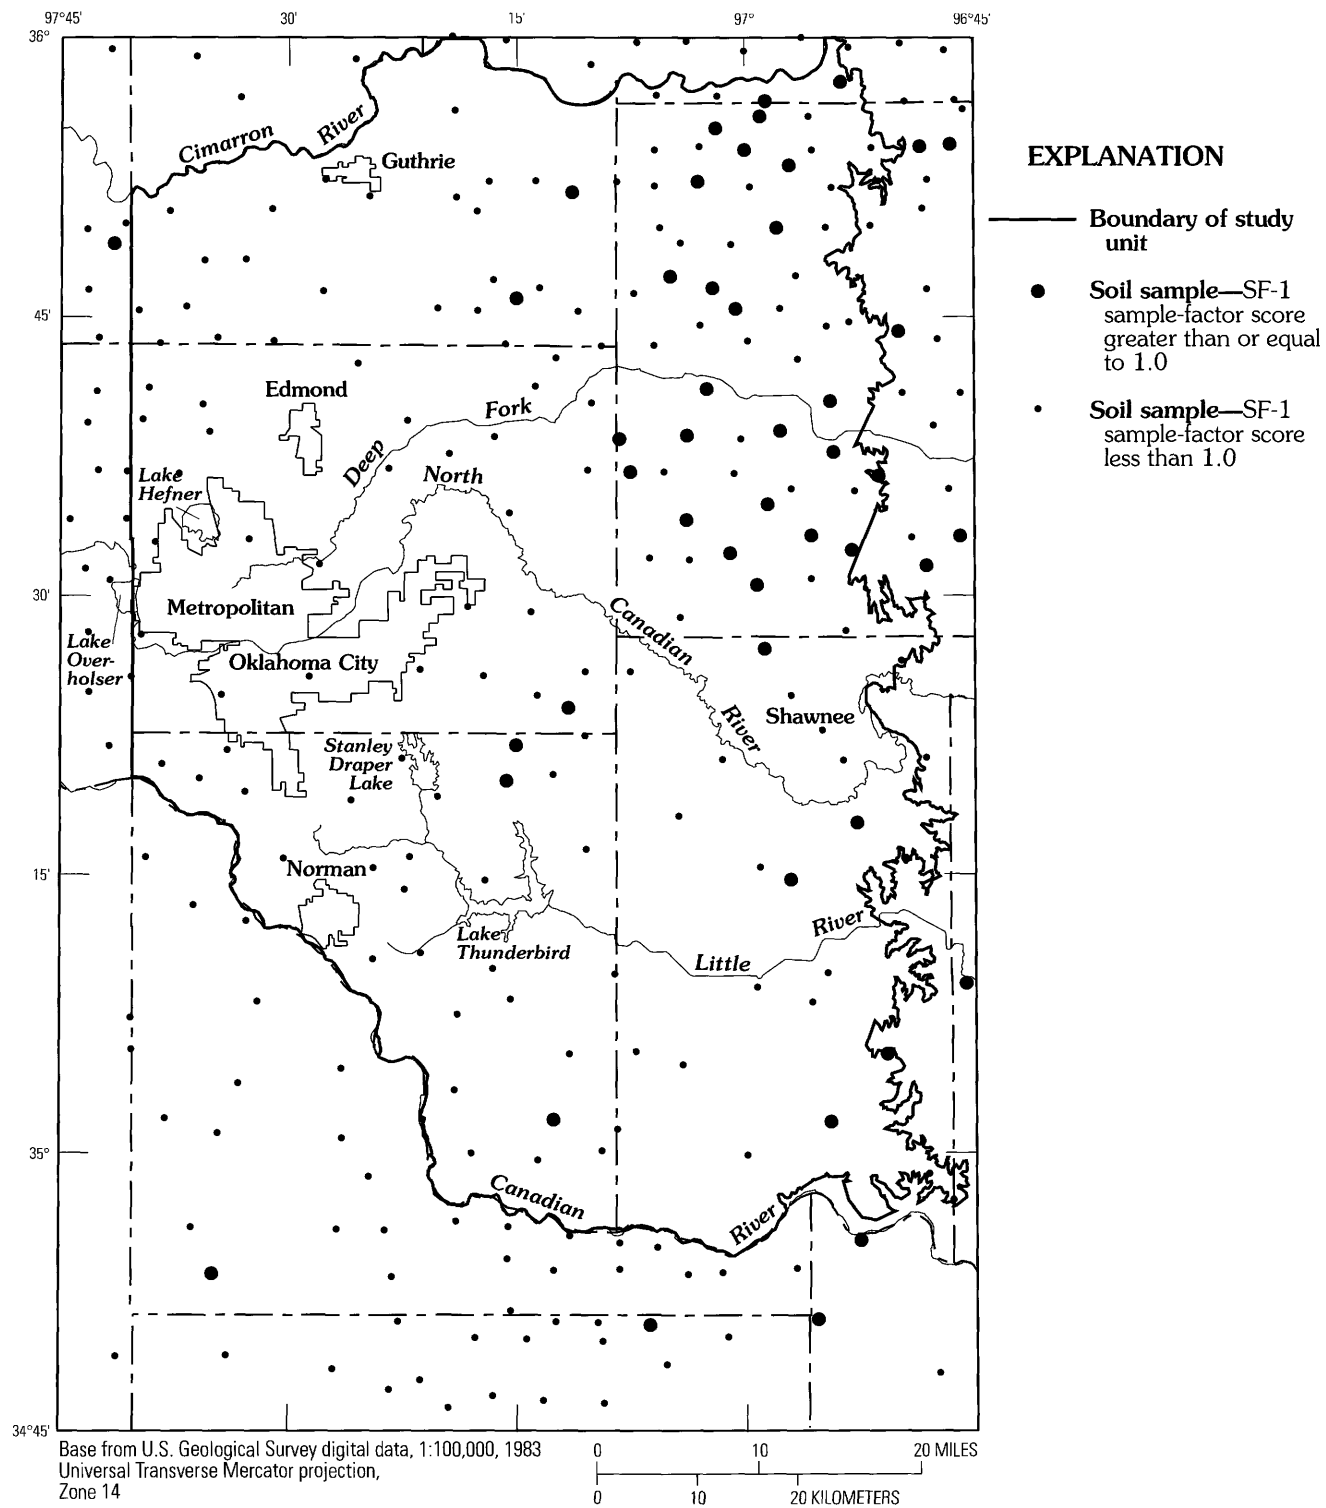 97°45'
30'
15'
97°
96°45'
36°
Cimarron River
Guthrie
EXPLANATION
Boundary of study
unit
Soil sample—SF-1
sample-factor score
greater than or equal
to 1.0
Soil sample—SF-1
sample-factor score
less than 1.0
45'
Edmond
Deep Fork
Lake
Hefner
North
Canadian
River
30'
Metropolitan
Oklahoma City
Lake
Over-
holser
Shawnee
Stanley
Draper
Lake
15'
Norman
Lake
Thunderbird
Little River
35°
Canadian River
34°45'
Base from U.S. Geological Survey digital data, 1:100,000, 1983
Universal Transverse Mercator projection,
Zone 14
0 10 20 MILES
0 10 20 KILOMETERS